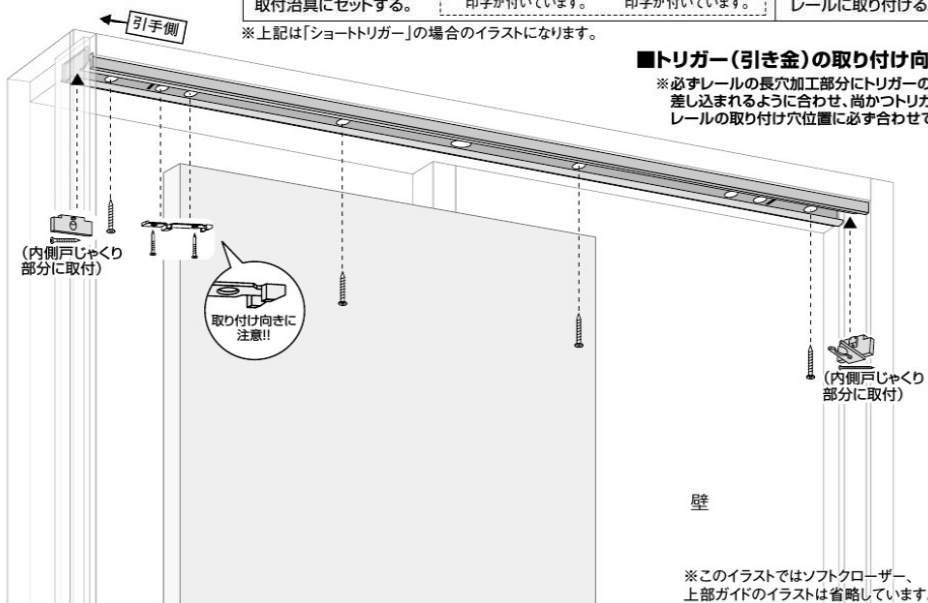 取付治具にセットする。
印字が付いています。
印字が付いています。
レールに取り付ける
※上記は「ショートトリガー」の場合のイラストになります。
引手側
■トリガー(引き金)の取り付け向
※必ずレールの長穴加工部分にトリガーの
差し込まれるように合わせ、尚かつトリガ
レールの取り付け穴位置に必ず合わせて
(内側戸じゃくり
部分に取付)
取り付け向きに
注意!!
(内側戸じゃくり
部分に取付)
壁
※このイラストではソフトクローザー、
上部ガイドのイラストは省略しています。